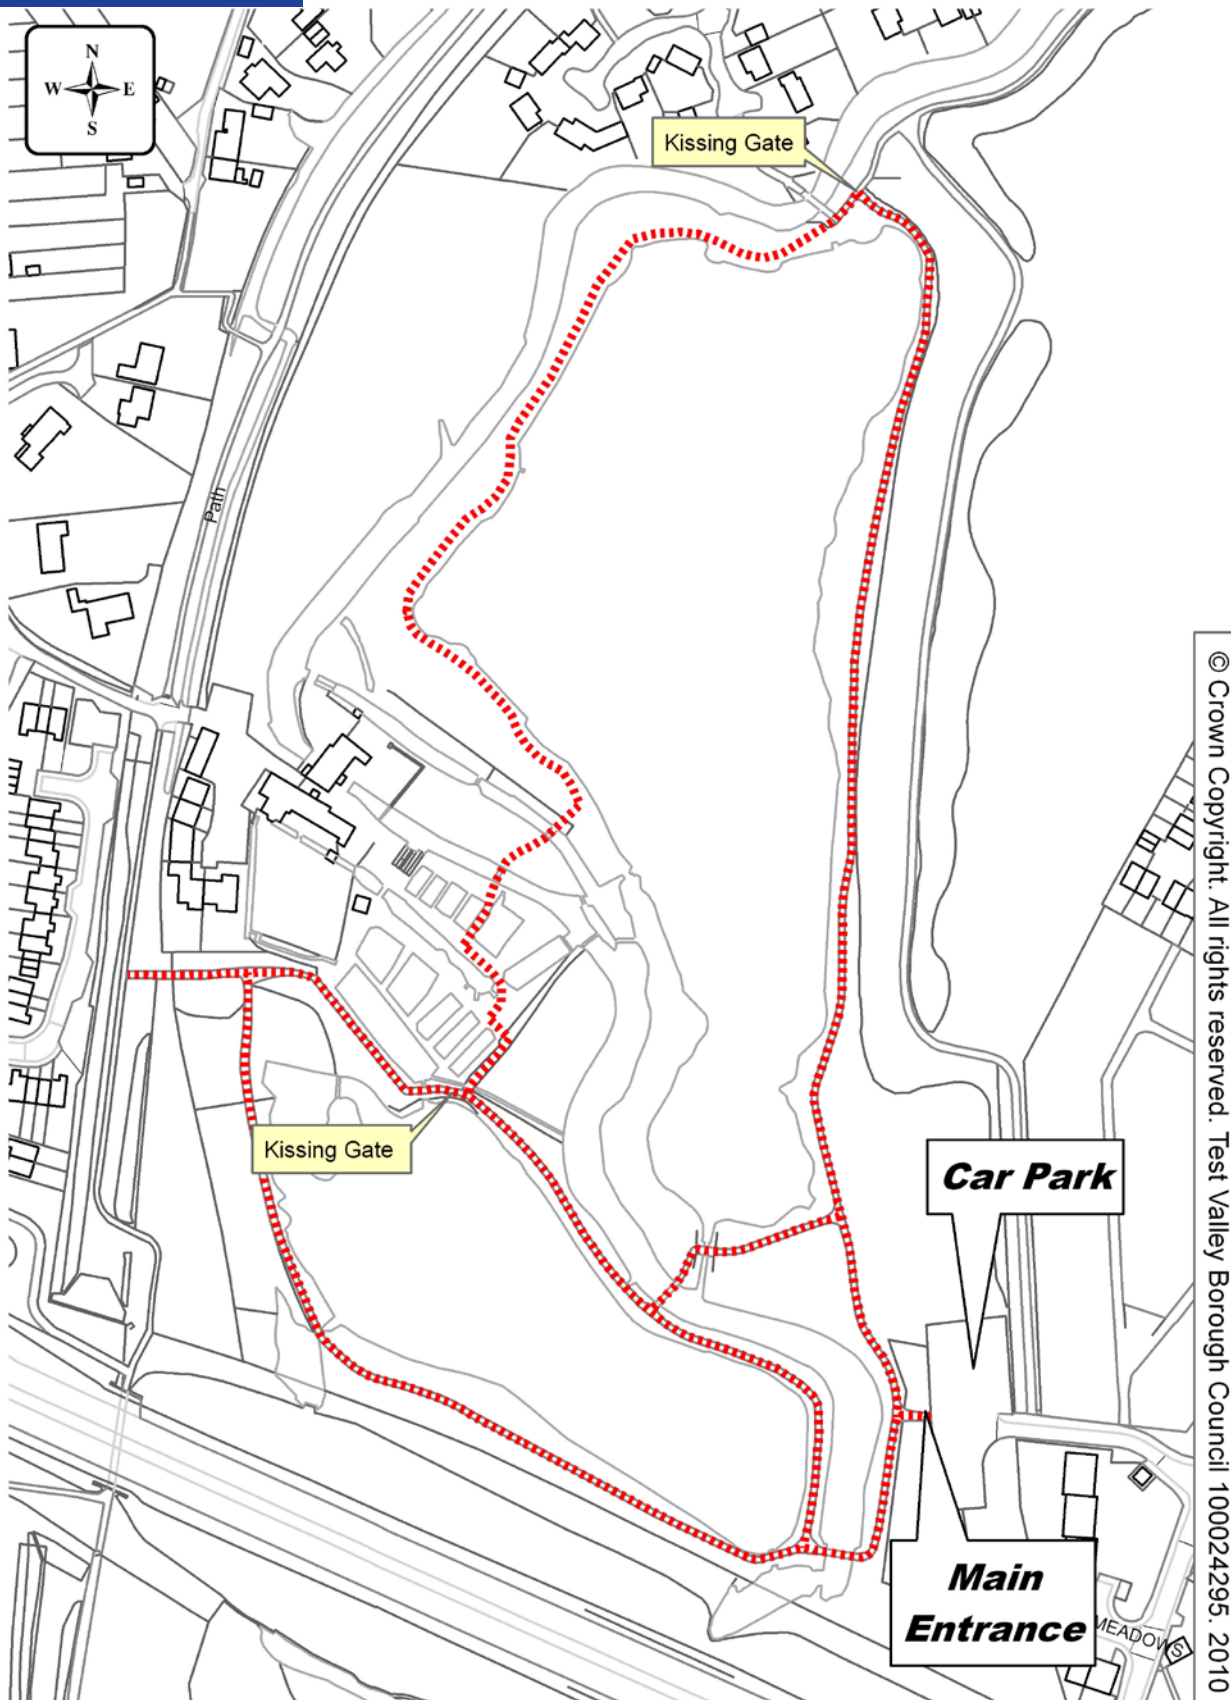 N
W E
S
Kissing Gate
Path
Kissing Gate
Car Park
Main
Entrance
MEADOWS
© Crown Copyright. All rights reserved. Test Valley Borough Council 100024295. 2010